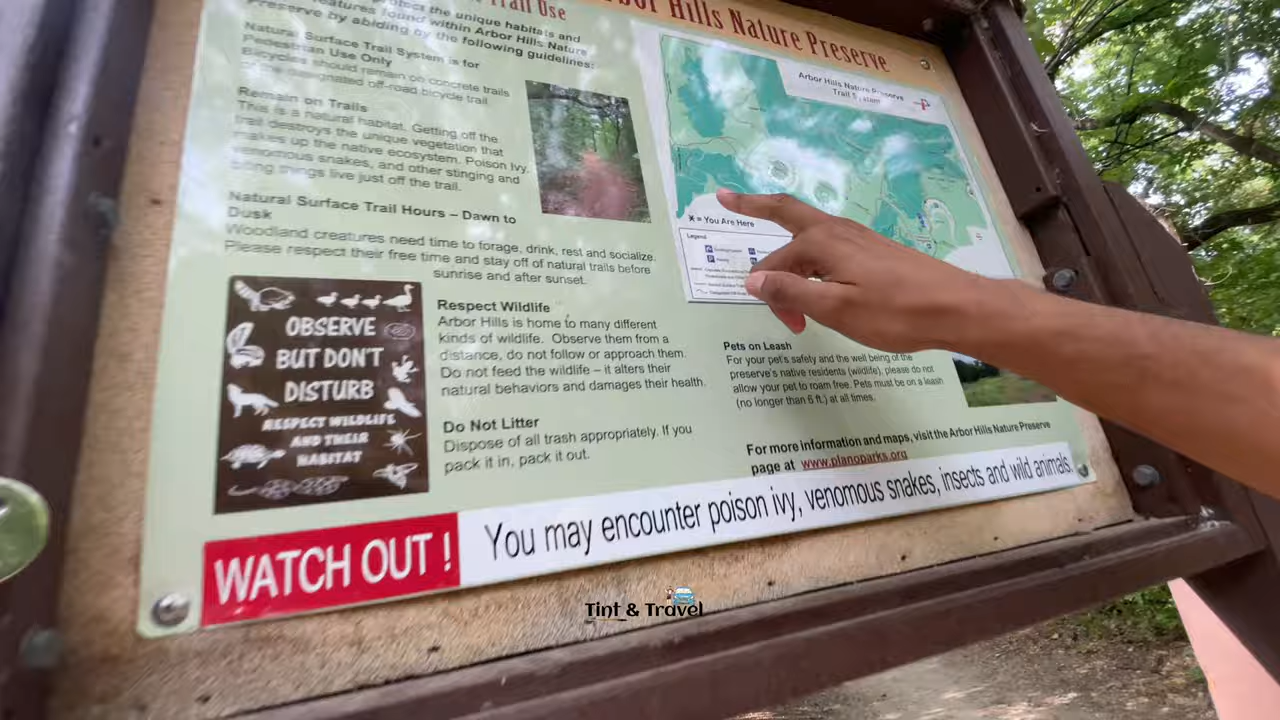 Trail Use
Arbor Hills Nature Preserve
protect the unique habitats and
features found within Arbor Hills Nature
Preserve by abiding by the following guidelines:
Natural Surface Trail System is for
Pedestrian Use Only
Bicycles should remain on concrete trails
or the designated off-road bicycle trail
Remain on Trails
This is a natural habitat. Getting off the
trail destroys the unique vegetation that
makes up the native ecosystem. Poison Ivy,
venomous snakes, and other stinging and
biting things live just off the trail.
Natural Surface Trail Hours – Dawn to
Dusk
Woodland creatures need time to forage, drink, rest and socialize.
Please respect their free time and stay off of natural trails before
sunrise and after sunset.
OBSERVE
BUT DON'T
DISTURB
RESPECT WILDLIFE
AND THEIR
HABITAT
Respect Wildlife
Arbor Hills is home to many different
kinds of wildlife. Observe them from a
distance, do not follow or approach them.
Do not feed the wildlife – it alters their
natural behaviors and damages their health.
Do Not Litter
Dispose of all trash appropriately. If you
pack it in, pack it out.
Arbor Hills Nature Preserve
Trail System
= You Are Here
Legend
Pets on Leash
For your pet's safety and the well being of the
preserve's native residents (wildlife), please do not
allow your pet to roam free. Pets must be on a leash
(no longer than 6 ft.) at all times.
For more information and maps, visit the Arbor Hills Nature Preserve
page at www.planoparks.org
WATCH OUT ! You may encounter poison ivy, venomous snakes, insects and wild animals.
Tint & Travel